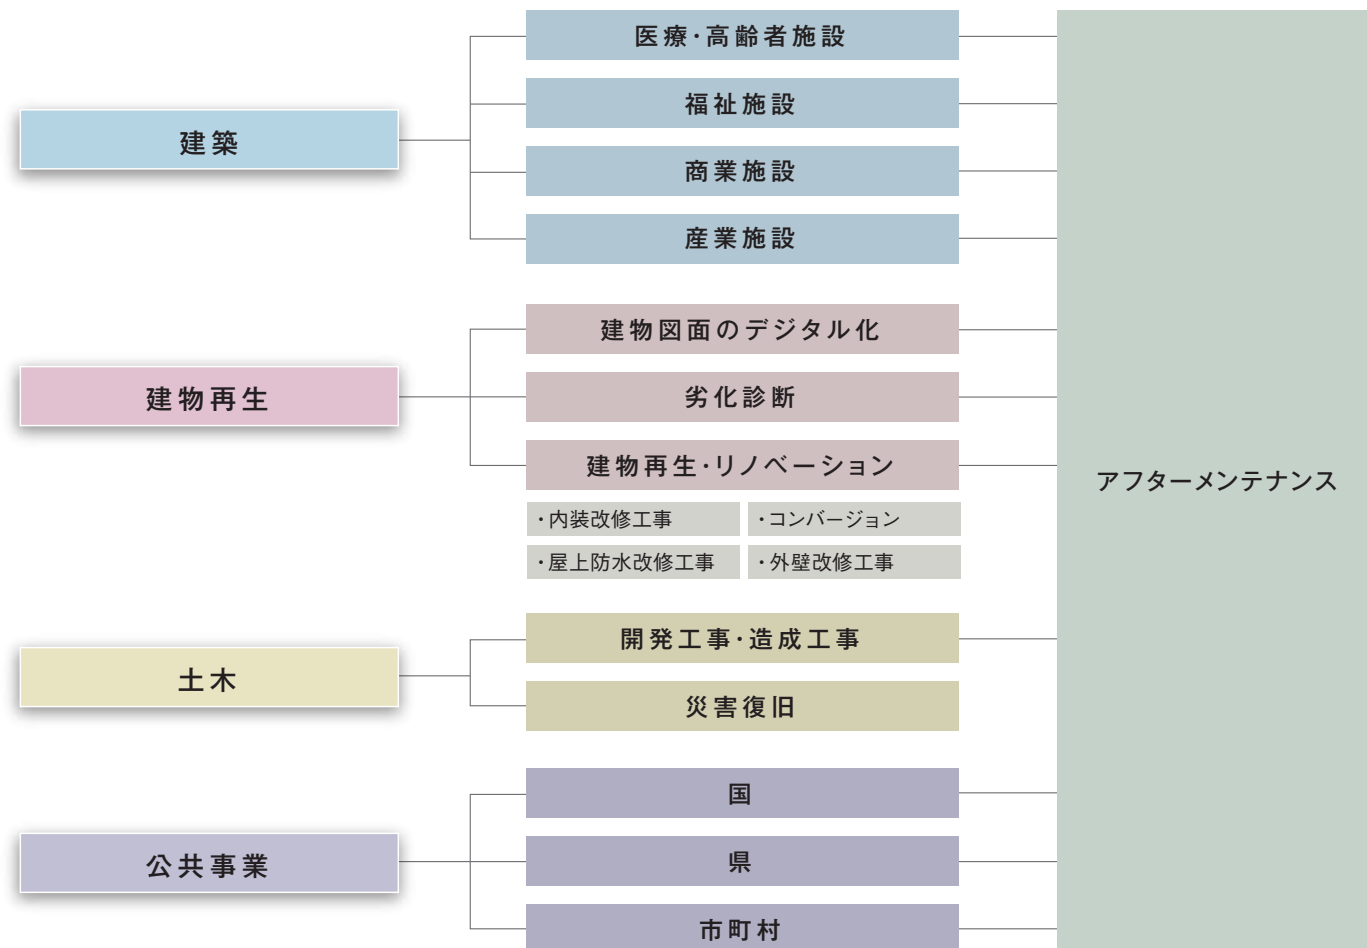 建築
医療・高齢者施設
福祉施設
商業施設
産業施設
建物再生
建物図面のデジタル化
劣化診断
建物再生・リノベーション
・内装改修工事
・コンバージョン
・屋上防水改修工事
・外壁改修工事
土木
開発工事・造成工事
災害復旧
公共事業
国
県
市町村
アフターメンテナンス